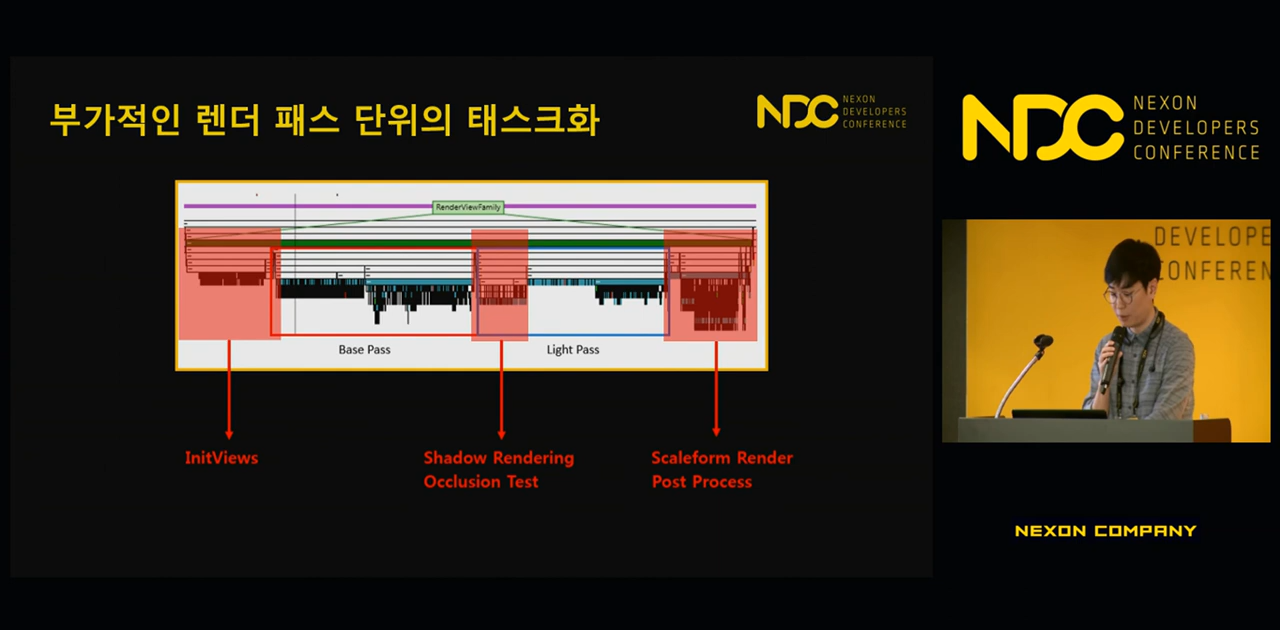 부가적인 렌더 패스 단위의 태스크화
NDC NEXON
DEVELOPERS
CONFERENCE
RenderViewFamily
Base Pass
Light Pass
InitViews
Shadow Rendering
Occlusion Test
Scaleform Render
Post Process
NDC NEXON
DEVELOPERS
CONFERENCE
DEVELOPE
CONFEREN
NEXON COMPANY